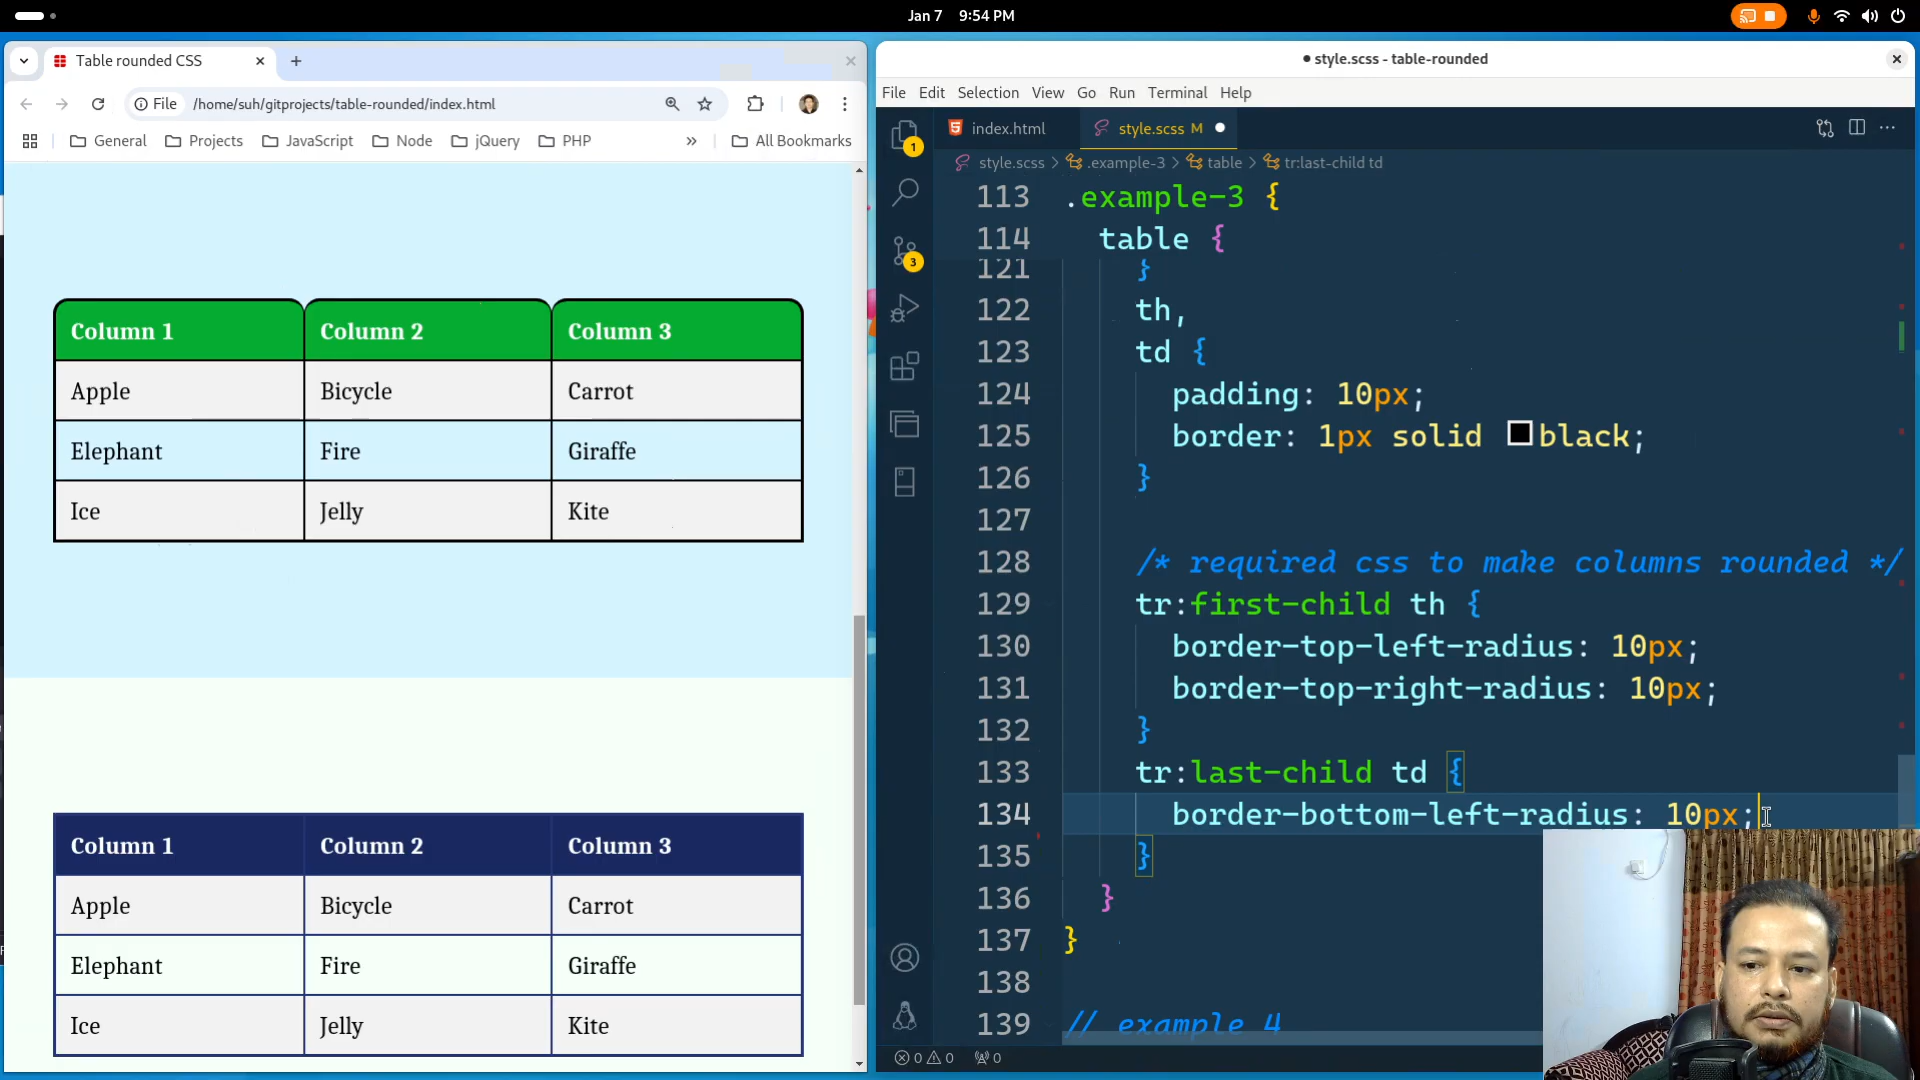 Jan 7 9:54 PM
Table rounded CSS
File /home/suh/gitprojects/table-rounded/index.html
General Projects JavaScript Node jQuery PHP » All Bookmarks
Column 1 Column 2 Column 3
Apple Bicycle Carrot
Elephant Fire Giraffe
Ice Jelly Kite
Column 1 Column 2 Column 3
Apple Bicycle Carrot
Elephant Fire Giraffe
Ice Jelly Kite
● style.scss - table-rounded
File Edit Selection View Go Run Terminal Help
1
3
index.html style.scss M
style.scss > .example-3 > table > tr:last-child td
113 .example-3 {
114 table {
121 }
122 th,
123 td {
124 padding: 10px;
125 border: 1px solid black;
126 }
127
128 /* required css to make columns rounded */
129 tr:first-child th {
130 border-top-left-radius: 10px;
131 border-top-right-radius: 10px;
132 }
133 tr:last-child td {
134 border-bottom-left-radius: 10px;
135 }
136 }
137 }
138
139 // example 4
0 0 0